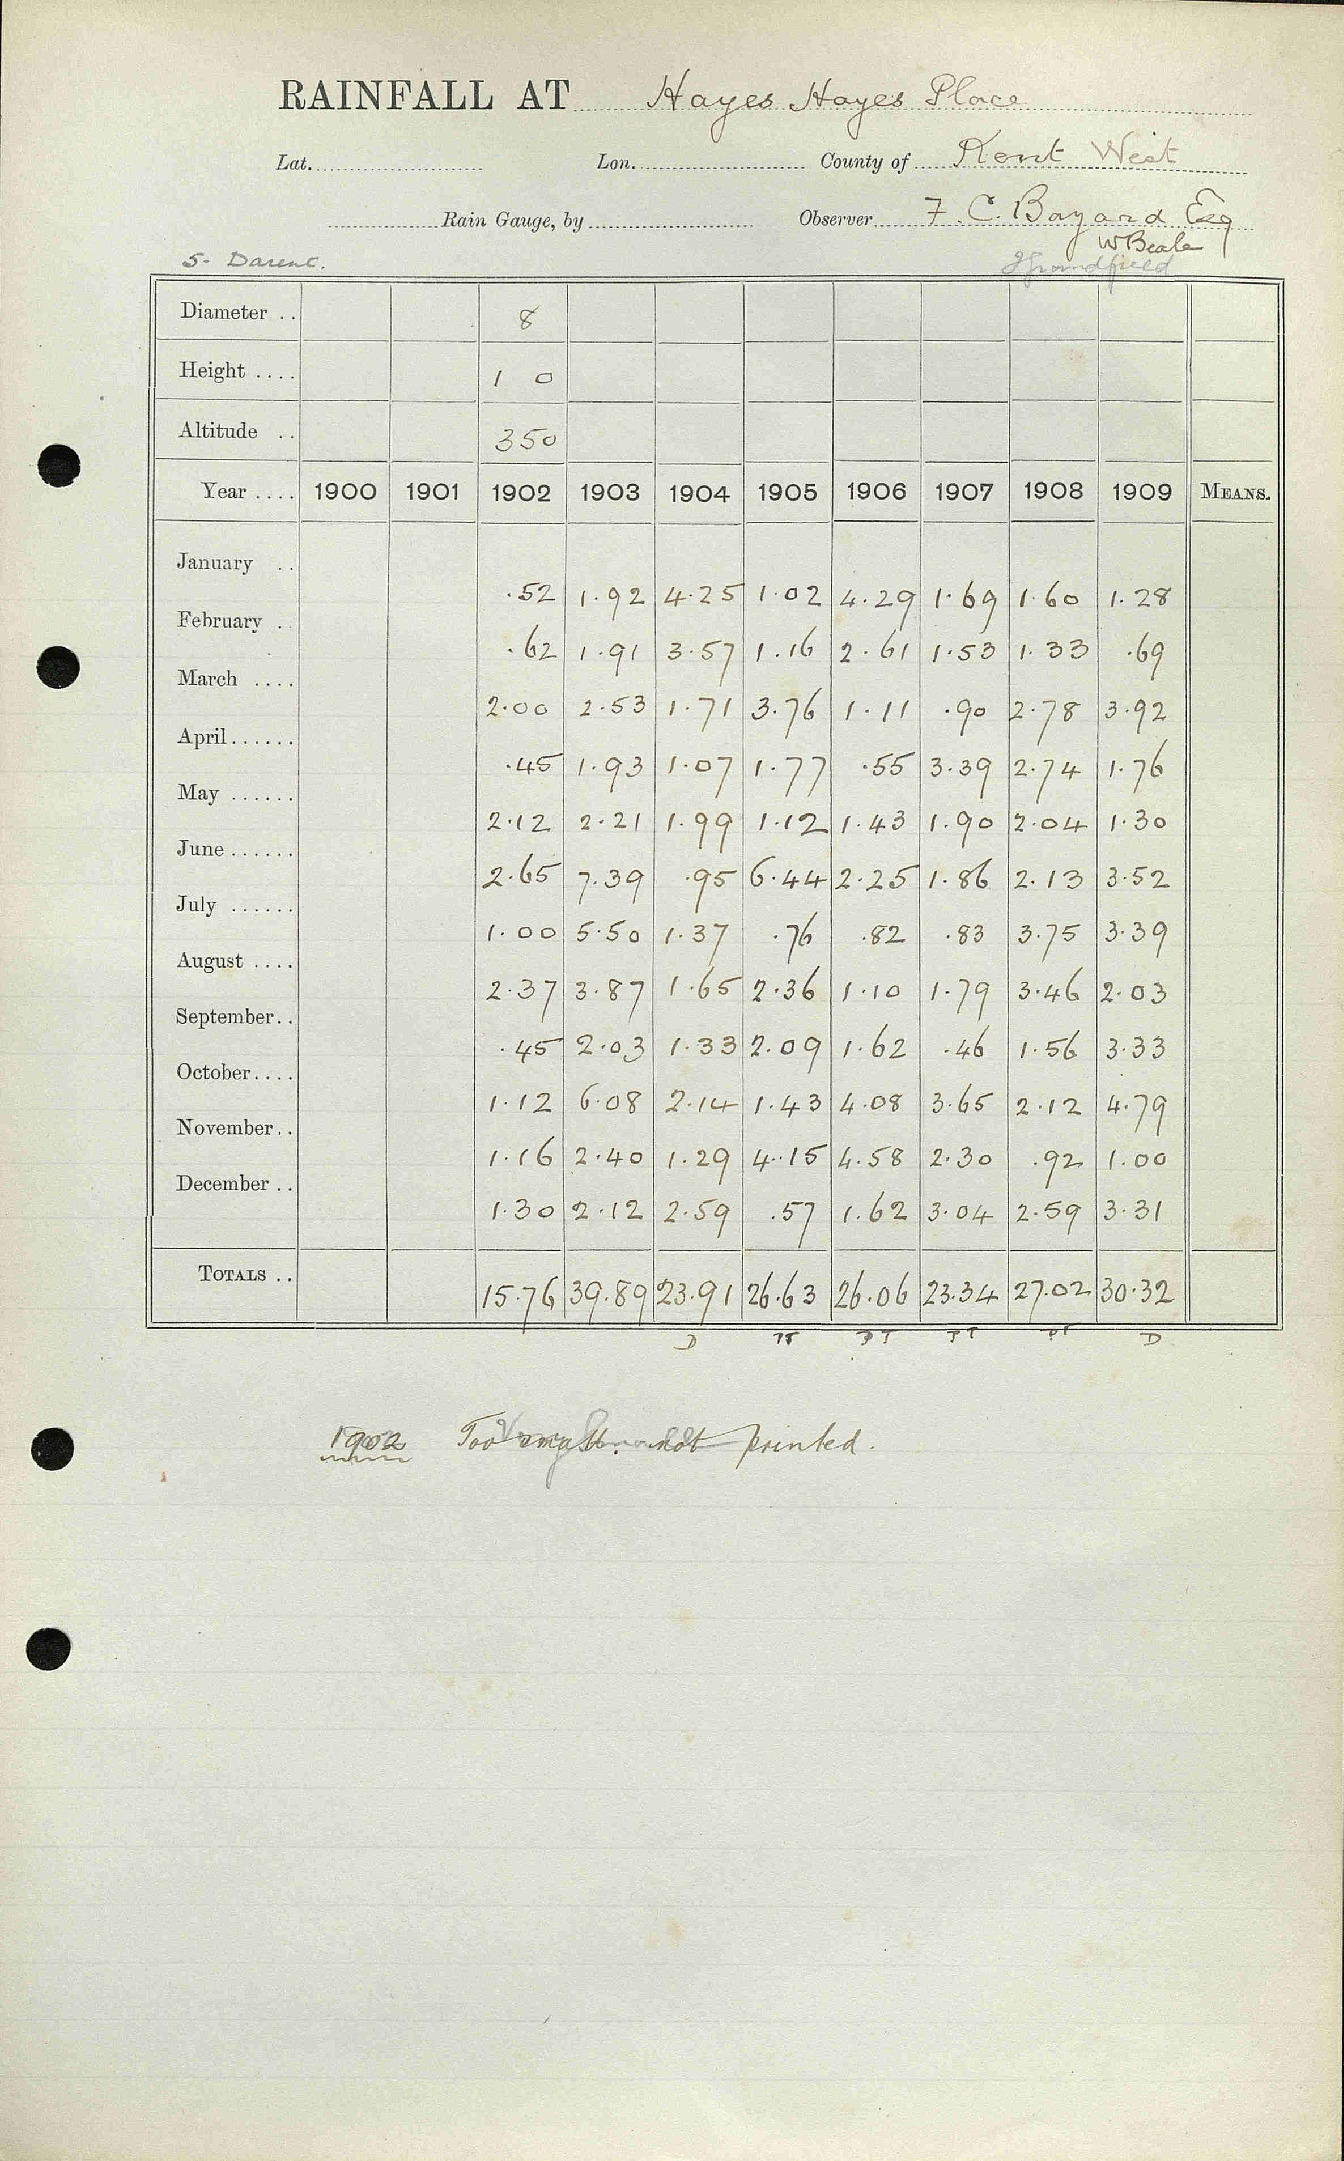 RAINFALL AT Hayes Hayes Place
Lat. Lon. County of Kent West
Rain Gauge, by Observer F. C. Bayard Esq
W Beale
5- Darent.
Diameter .. 8
Height .... 1 0
Altitude .. 350
Year .... 1900 1901 1902 1903 1904 1905 1906 1907 1908 1909 MEANS.
January .. .52 1.92 4.25 1.02 4.29 1.69 1.60 1.28
February .. .62 1.91 3.57 1.16 2.61 1.53 1.33 .69
March .... 2.00 2.53 1.71 3.76 1.11 .90 2.78 3.92
April...... .45 1.93 1.07 1.77 .55 3.39 2.74 1.76
May ...... 2.12 2.21 1.99 1.12 1.43 1.90 2.04 1.30
June...... 2.65 7.39 .95 6.44 2.25 1.86 2.13 3.52
July ...... 1.00 5.50 1.37 .76 .82 .83 3.75 3.39
August .... 2.37 3.87 1.65 2.36 1.10 1.79 3.46 2.03
September.. .45 2.03 1.33 2.09 1.62 .46 1.56 3.33
October.... 1.12 6.08 2.14 1.43 4.08 3.65 2.12 4.79
November.. 1.16 2.40 1.29 4.15 4.58 2.30 .92 1.00
December .. 1.30 2.12 2.59 .57 1.62 3.04 2.59 3.31
TOTALS .. 15.76 39.89 23.91 26.63 26.06 23.34 27.02 30.32
D D
1902 Too small. not printed.